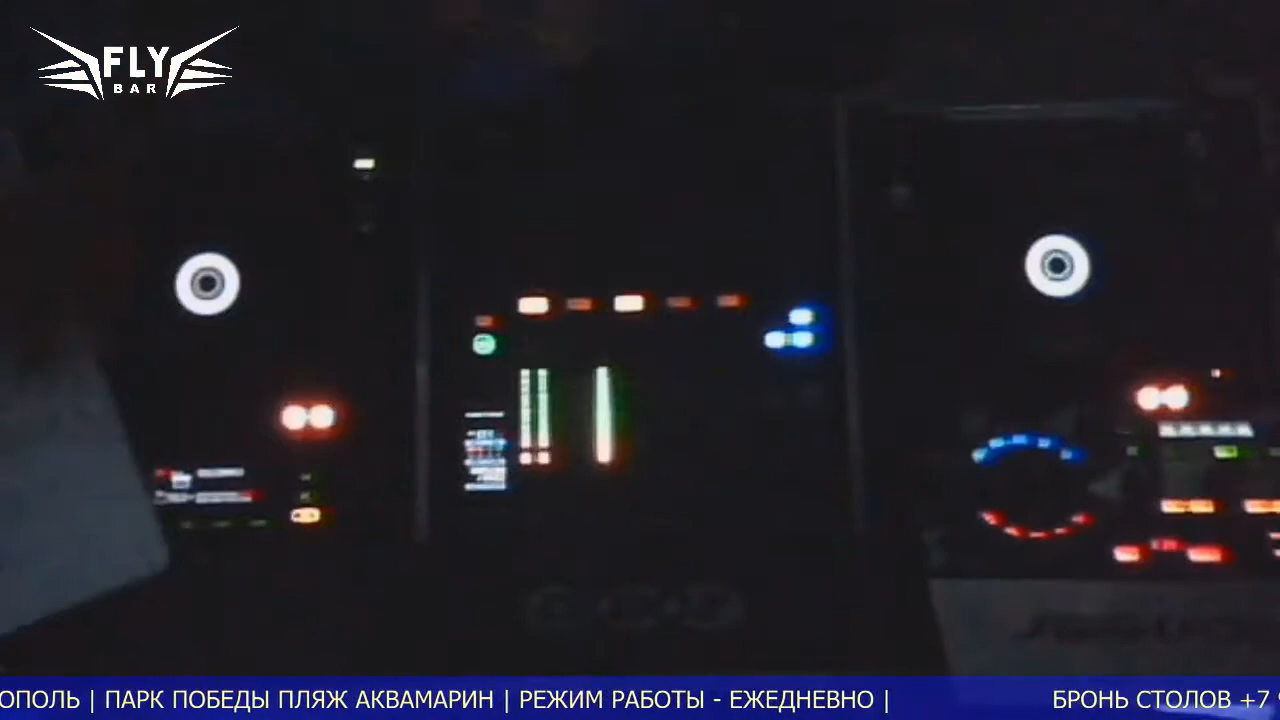 FLY
BAR
ОПОЛЬ | ПАРК ПОБЕДЫ ПЛЯЖ АКВАМАРИН | РЕЖИМ РАБОТЫ - ЕЖЕДНЕВНО | БРОНЬ СТОЛОВ +7